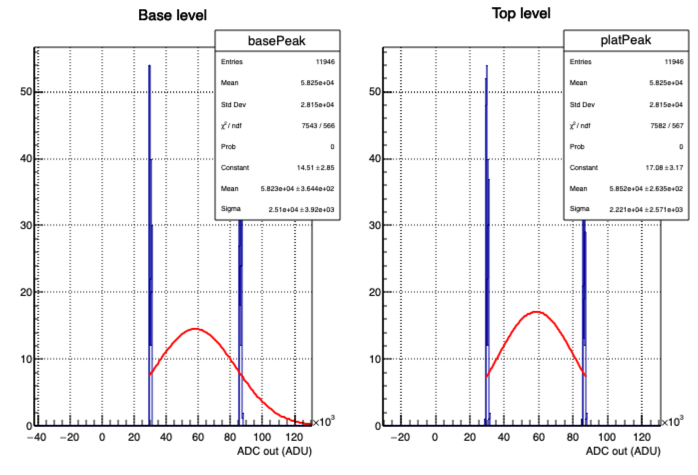 Base level
Top level
basePeak
Entries 11946
Mean 5.825e+04
Std Dev 2.815e+04
χ²/ ndf 7543 / 566
Prob 0
Constant 14.51 ± 2.85
Mean 5.823e+04 ± 3.644e+02
Sigma 2.51e+04 ± 3.92e+03
50
40
30
20
10
0
−40 −20 0 20 40 60 80 100 120 ×10³
ADC out (ADU)
platPeak
Entries 11946
Mean 5.825e+04
Std Dev 2.815e+04
χ²/ ndf 7582 / 567
Prob 0
Constant 17.08 ± 3.17
Mean 5.852e+04 ± 2.635e+02
Sigma 2.221e+04 ± 2.571e+03
50
40
30
20
10
0
−20 0 20 40 60 80 100 120 ×10³
ADC out (ADU)